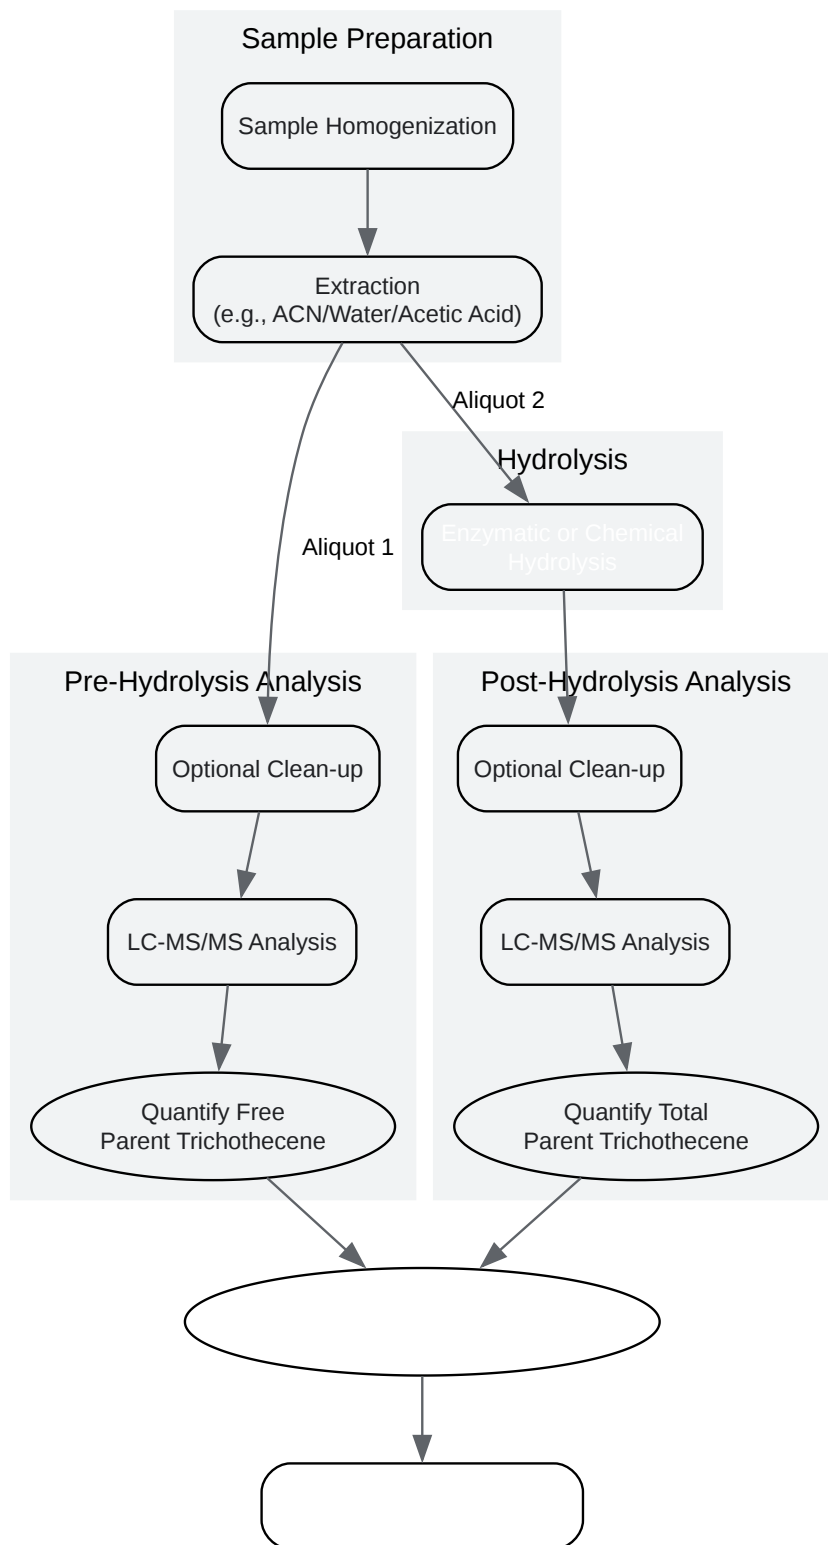 Sample Preparation
Sample Homogenization
Extraction
(e.g., ACN/Water/Acetic Acid)
Aliquot 2
Hydrolysis
Enzymatic or Chemical
Hydrolysis
Aliquot 1
Pre-Hydrolysis Analysis
Optional Clean-up
LC-MS/MS Analysis
Quantify Free
Parent Trichothecene
Post-Hydrolysis Analysis
Optional Clean-up
LC-MS/MS Analysis
Quantify Total
Parent Trichothecene